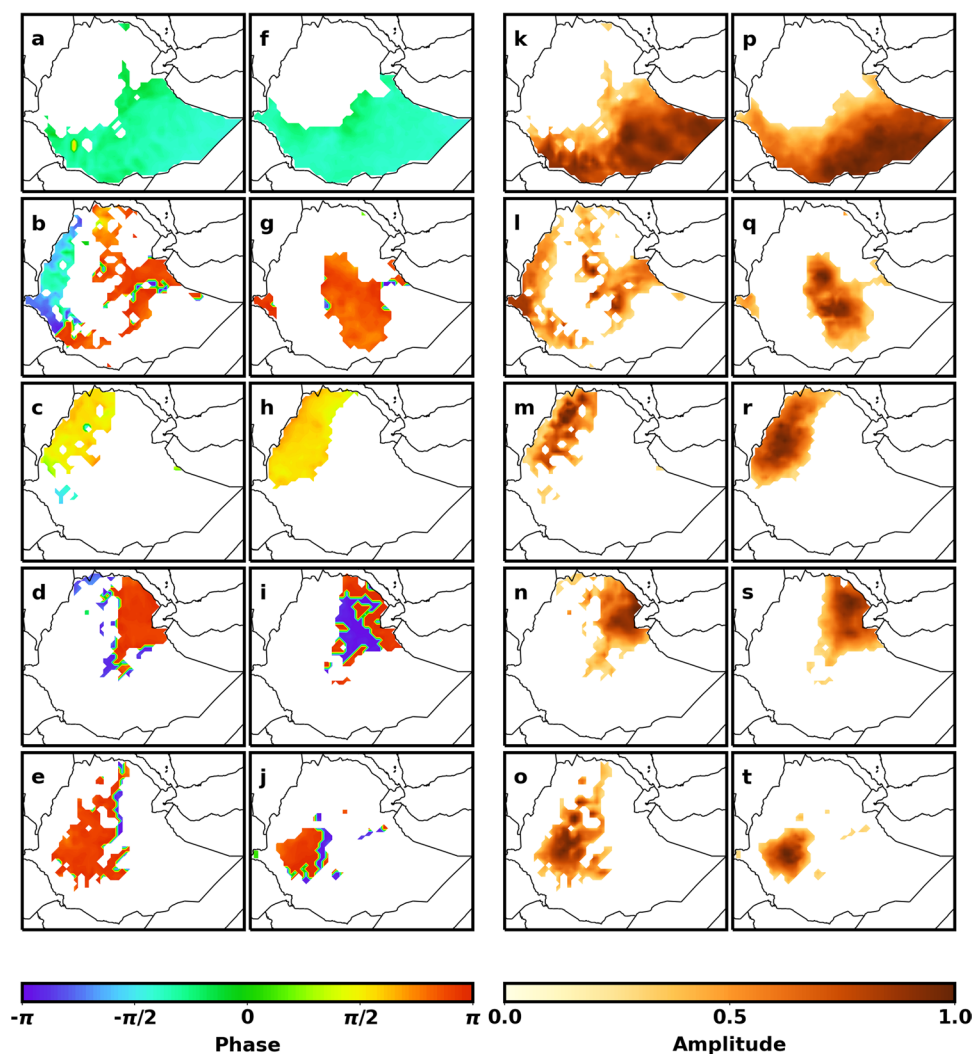 a f k p
b g l q
c h m r
d i n s
e j o t
-π -π/2 0 π/2 π 0.0 0.5 1.0
Phase Amplitude